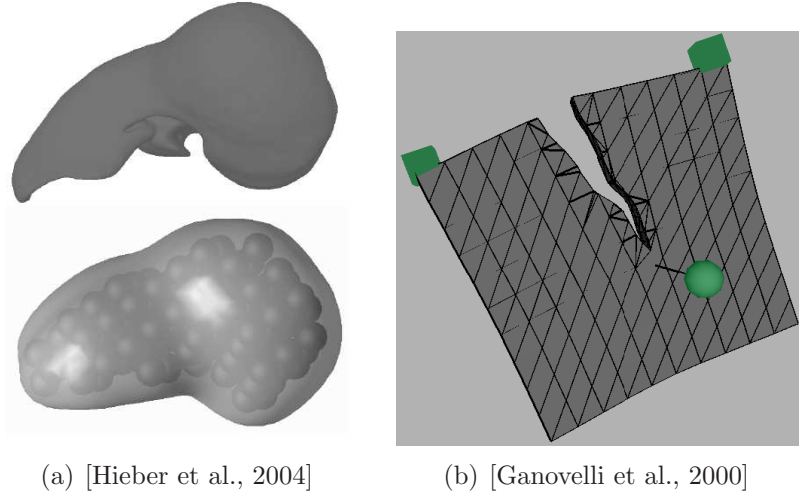 (a) [Hieber et al., 2004]
(b) [Ganovelli et al., 2000]